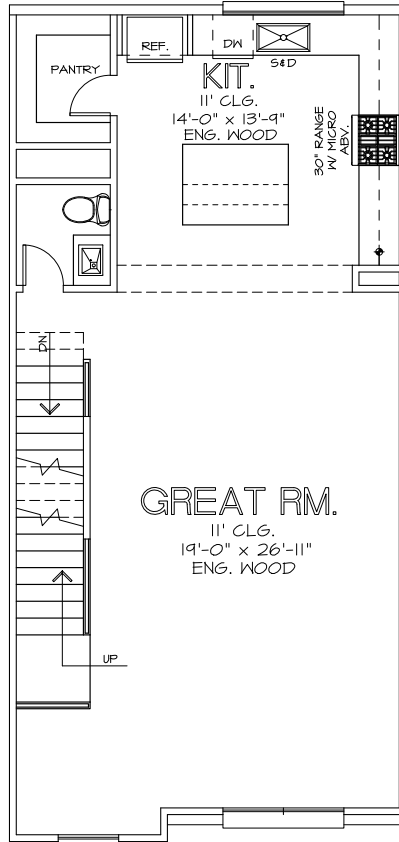 PANTRY
REF.
DW
S&D
KIT.
11' CLG.
14'-0" x 13'-9"
ENG. WOOD
30" RANGE
W/ MICRO
ABV.
DN
GREAT RM.
11' CLG.
19'-0" x 26'-11"
ENG. WOOD
UP